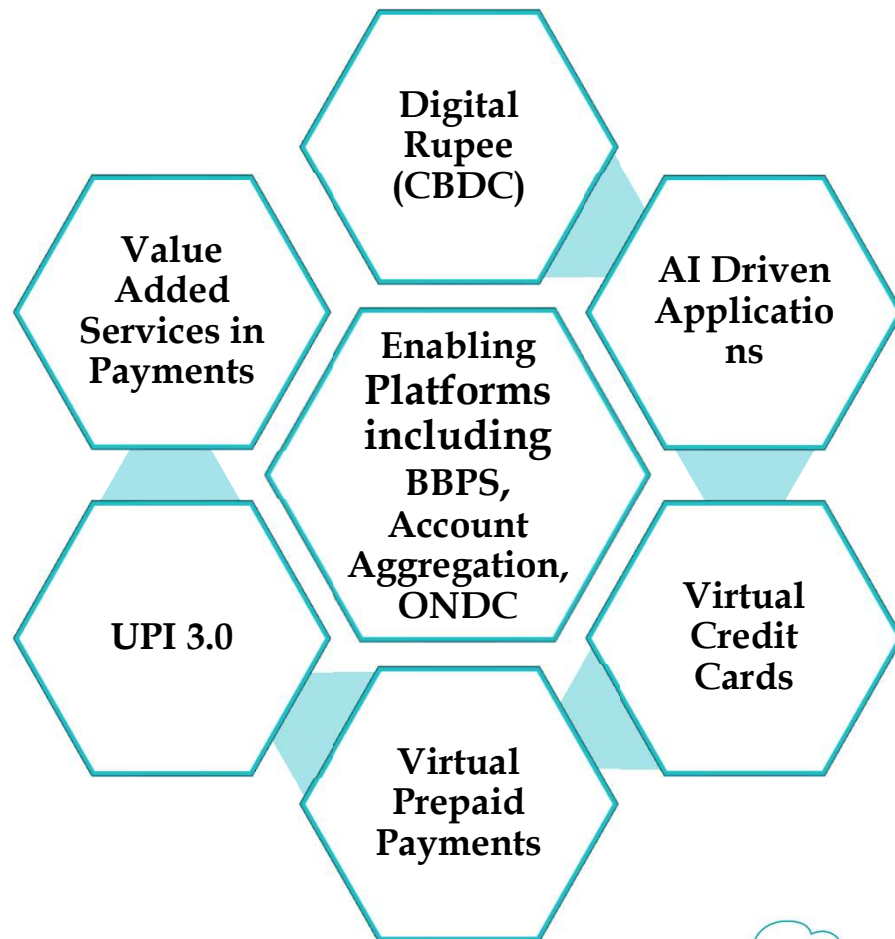 Digital
Rupee
(CBDC)
Value
Added
Services in
Payments
AI Driven
Applicatio
ns
Enabling
Platforms
including
BBPS,
Account
Aggregation,
ONDC
UPI 3.0
Virtual
Credit
Cards
Virtual
Prepaid
Payments